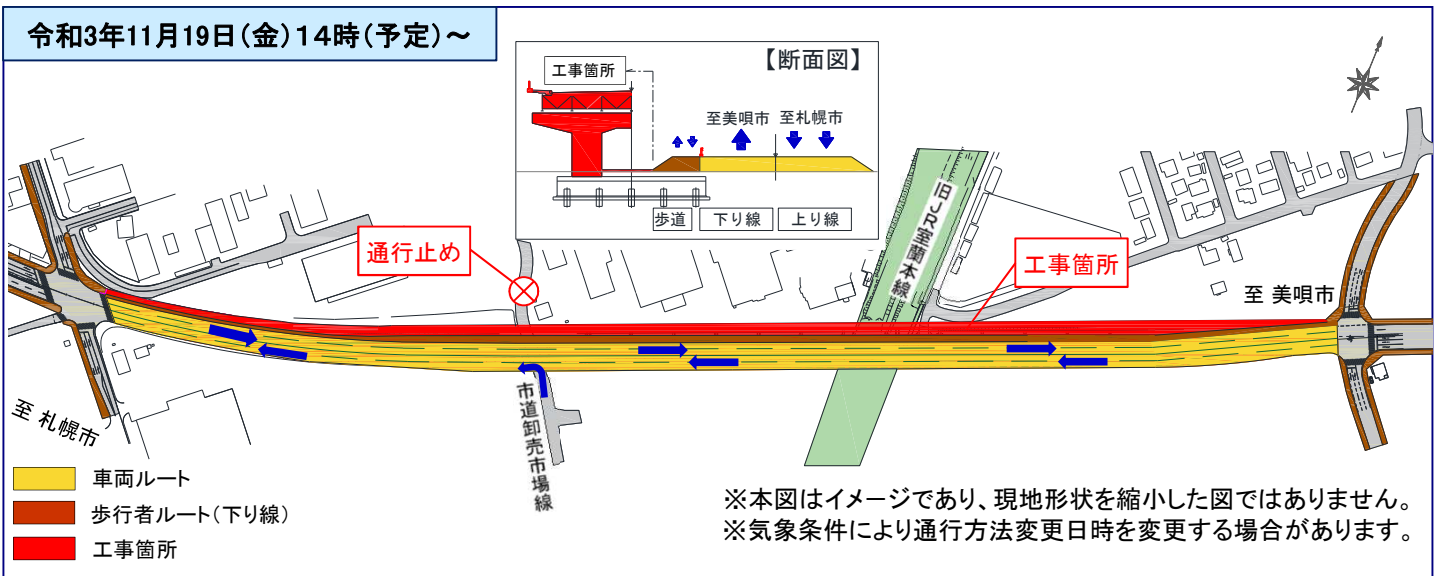 令和3年11月19日(金)14時(予定)～
【断面図】
工事箇所
至美唄市
至札幌市
歩道
下り線
上り線
通行止め
旧JR室蘭本線
工事箇所
至 美唄市
至 札幌市
市道卸売市場線
車両ルート
歩行者ルート(下り線)
工事箇所
※本図はイメージであり、現地形状を縮小した図ではありません。
※気象条件により通行方法変更日時を変更する場合があります。